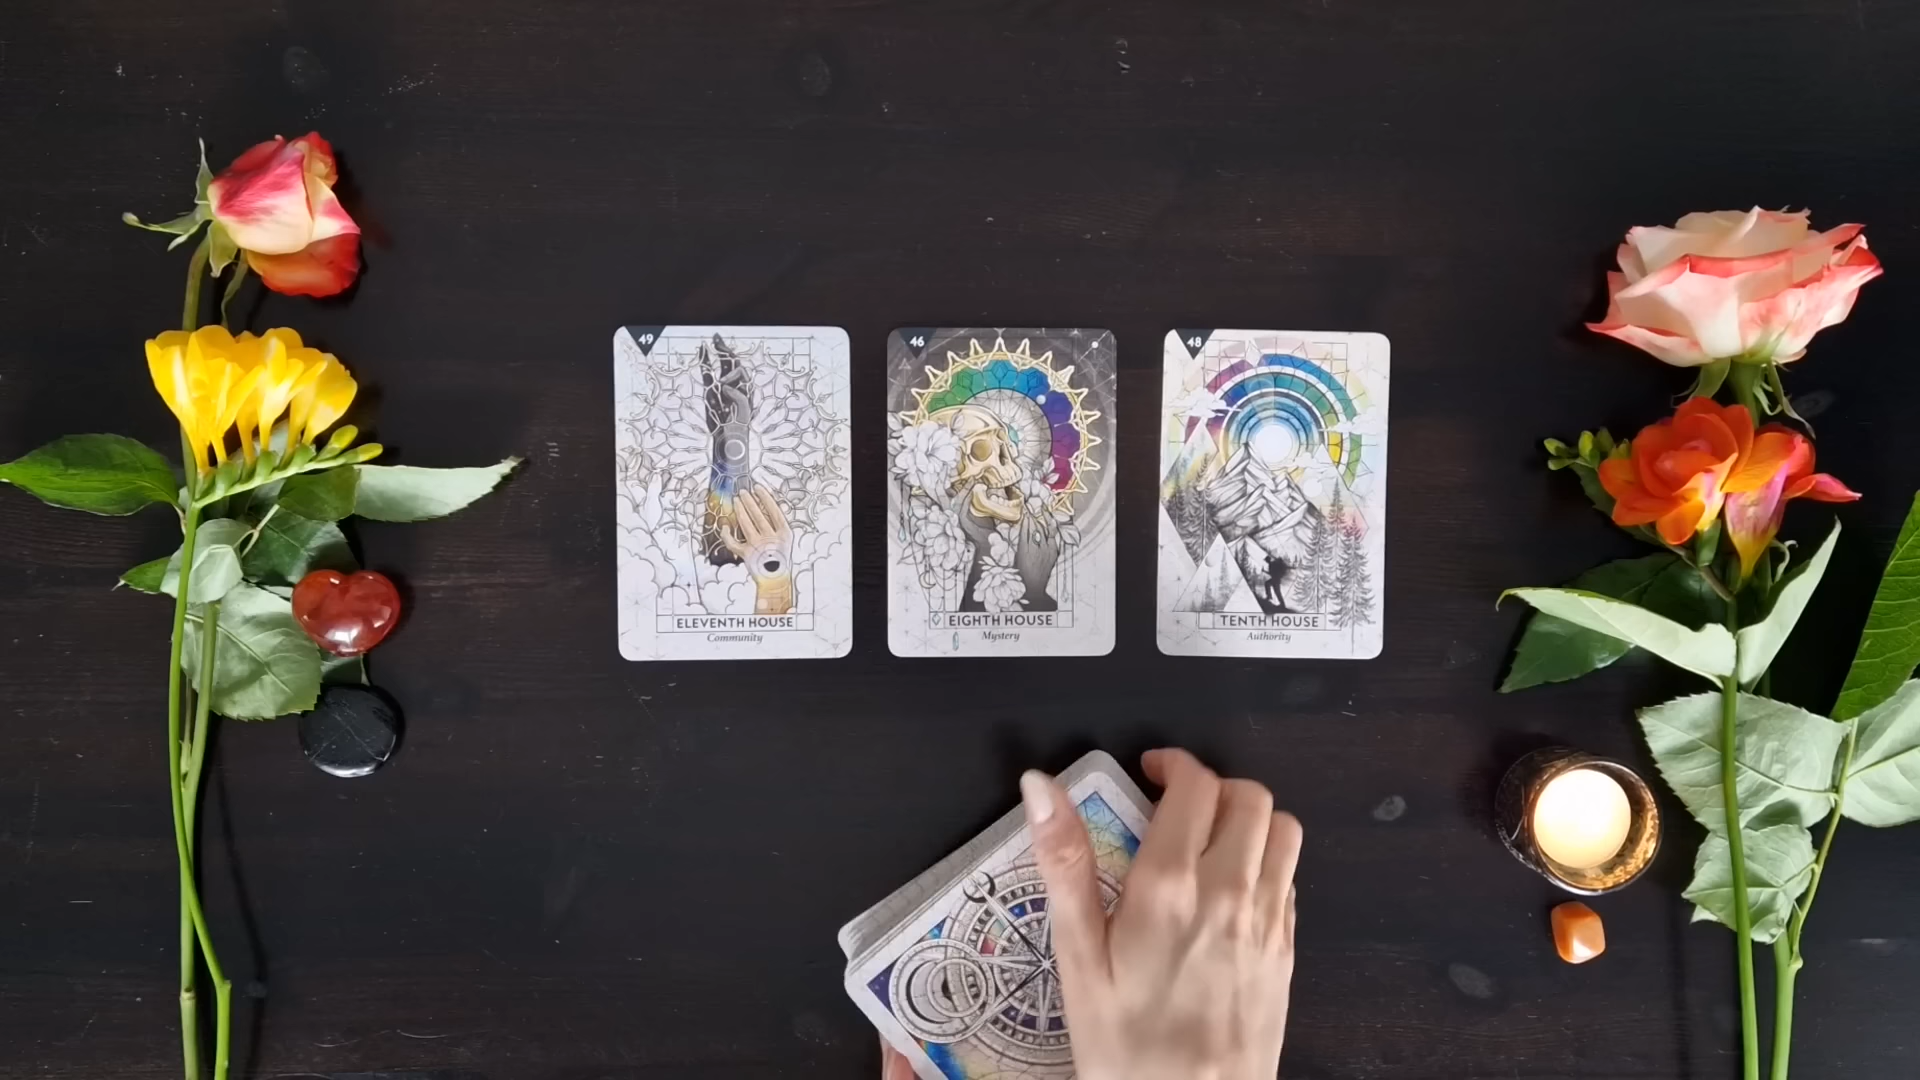 49
ELEVENTH HOUSE
Community
46
EIGHTH HOUSE
Mystery
48
TENTH HOUSE
Authority